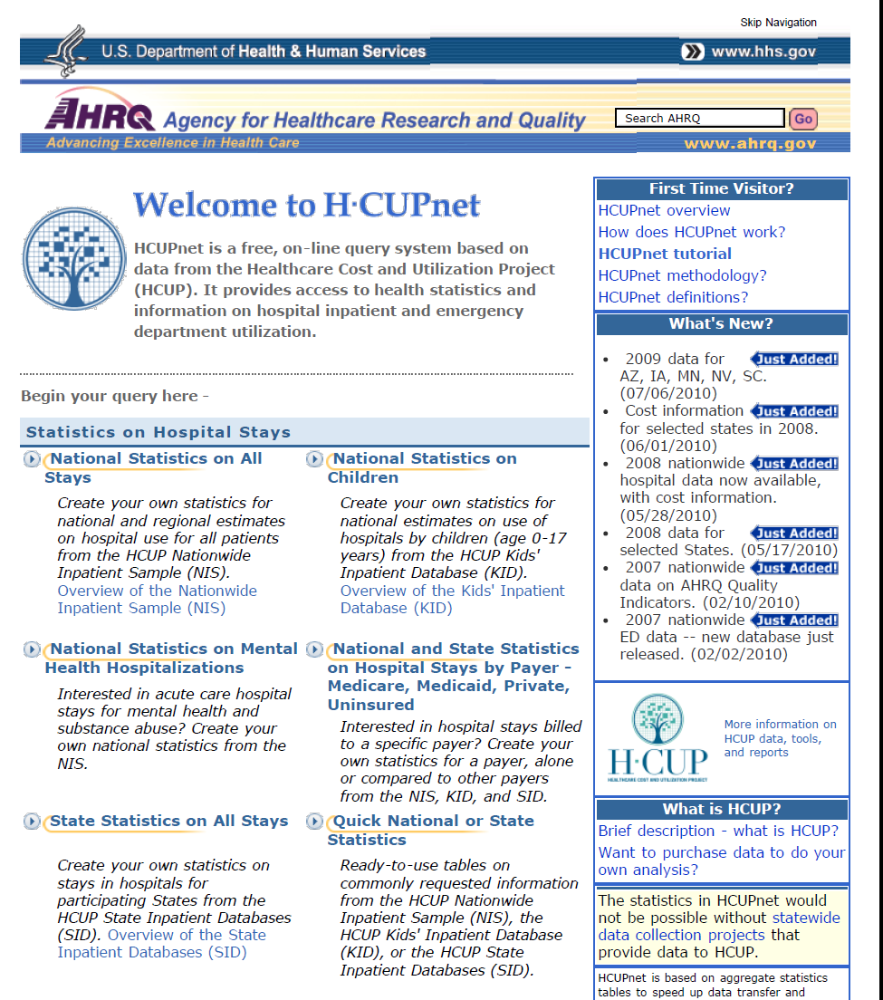 Skip Navigation
U.S. Department of Health & Human Services
www.hhs.gov
AHRQ Agency for Healthcare Research and Quality
Search AHRQ
Go
Advancing Excellence in Health Care
www.ahrq.gov
Welcome to H·CUPnet
HCUPnet is a free, on-line query system based on
data from the Healthcare Cost and Utilization Project
(HCUP). It provides access to health statistics and
information on hospital inpatient and emergency
department utilization.
Begin your query here -
Statistics on Hospital Stays
National Statistics on All
Stays
Create your own statistics for
national and regional estimates
on hospital use for all patients
from the HCUP Nationwide
Inpatient Sample (NIS).
Overview of the Nationwide
Inpatient Sample (NIS)
National Statistics on
Children
Create your own statistics for
national estimates on use of
hospitals by children (age 0-17
years) from the HCUP Kids'
Inpatient Database (KID).
Overview of the Kids' Inpatient
Database (KID)
National Statistics on Mental
Health Hospitalizations
Interested in acute care hospital
stays for mental health and
substance abuse? Create your
own national statistics from the
NIS.
National and State Statistics
on Hospital Stays by Payer -
Medicare, Medicaid, Private,
Uninsured
Interested in hospital stays billed
to a specific payer? Create your
own statistics for a payer, alone
or compared to other payers
from the NIS, KID, and SID.
State Statistics on All Stays
Create your own statistics on
stays in hospitals for
participating States from the
HCUP State Inpatient Databases
(SID). Overview of the State
Inpatient Databases (SID)
Quick National or State
Statistics
Ready-to-use tables on
commonly requested information
from the HCUP Nationwide
Inpatient Sample (NIS), the
HCUP Kids' Inpatient Database
(KID), or the HCUP State
Inpatient Databases (SID).
First Time Visitor?
HCUPnet overview
How does HCUPnet work?
HCUPnet tutorial
HCUPnet methodology?
HCUPnet definitions?
What's New?
• 2009 data for Just Added!
AZ, IA, MN, NV, SC.
(07/06/2010)
• Cost information Just Added!
for selected states in 2008.
(06/01/2010)
• 2008 nationwide Just Added!
hospital data now available,
with cost information.
(05/28/2010)
• 2008 data for Just Added!
selected States. (05/17/2010)
• 2007 nationwide Just Added!
data on AHRQ Quality
Indicators. (02/10/2010)
• 2007 nationwide Just Added!
ED data -- new database just
released. (02/02/2010)
H·CUP
HEALTHCARE COST AND UTILIZATION PROJECT
More information on
HCUP data, tools,
and reports
What is HCUP?
Brief description - what is HCUP?
Want to purchase data to do your
own analysis?
The statistics in HCUPnet would
not be possible without statewide
data collection projects that
provide data to HCUP.
HCUPnet is based on aggregate statistics
tables to speed up data transfer and